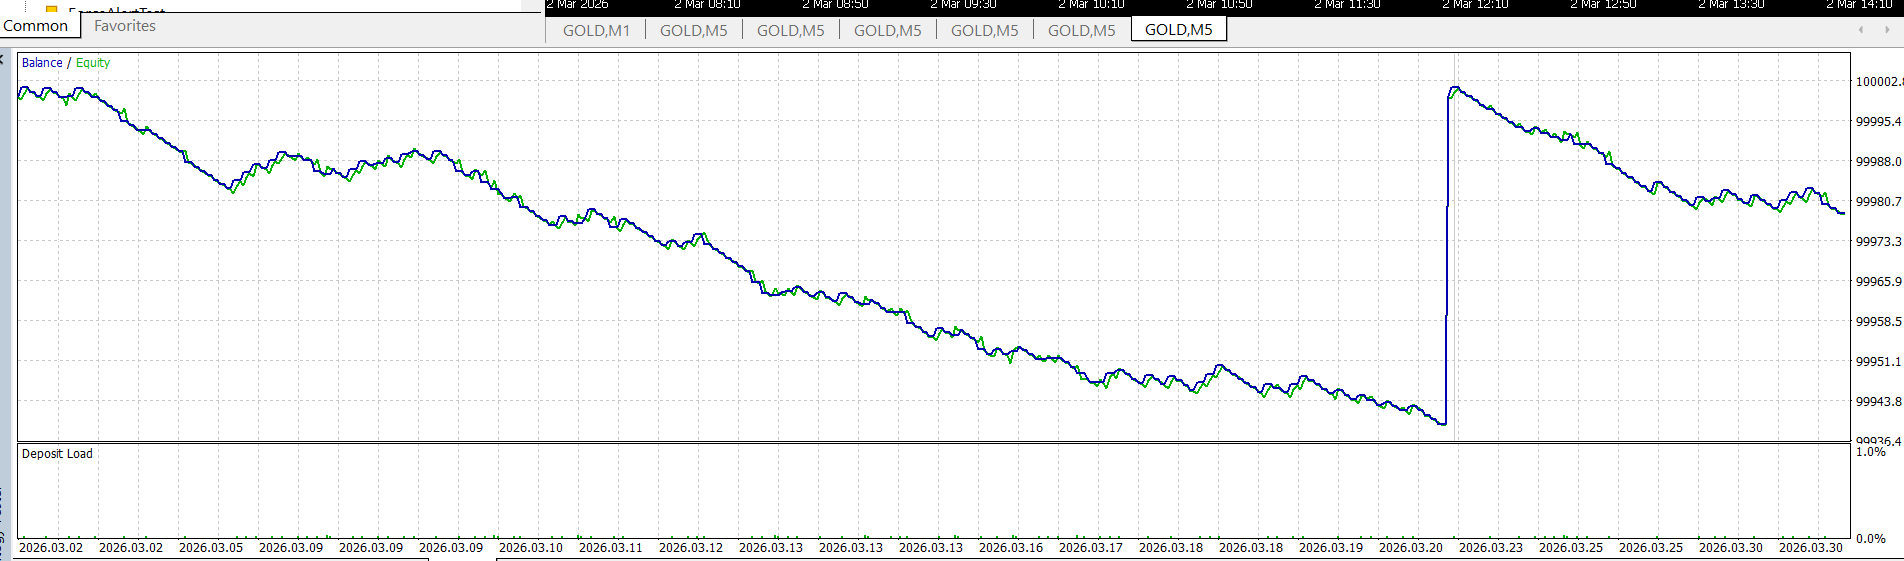 2 Mar 2026 2 Mar 08:10 2 Mar 08:50 2 Mar 09:30 2 Mar 10:10 2 Mar 10:50 2 Mar 11:30 2 Mar 12:10 2 Mar 12:50 2 Mar 13:30 2 Mar 14:10
Common Favorites
GOLD,M1 GOLD,M5 GOLD,M5 GOLD,M5 GOLD,M5 GOLD,M5 GOLD,M5
Balance / Equity
100002.8
99995.4
99988.0
99980.7
99973.3
99965.9
99958.5
99951.1
99943.8
99936.4
Deposit Load
1.0%
0.0%
2026.03.02 2026.03.02 2026.03.05 2026.03.09 2026.03.09 2026.03.09 2026.03.10 2026.03.11 2026.03.12 2026.03.13 2026.03.13 2026.03.13 2026.03.16 2026.03.17 2026.03.18 2026.03.18 2026.03.19 2026.03.20 2026.03.23 2026.03.25 2026.03.25 2026.03.30 2026.03.30